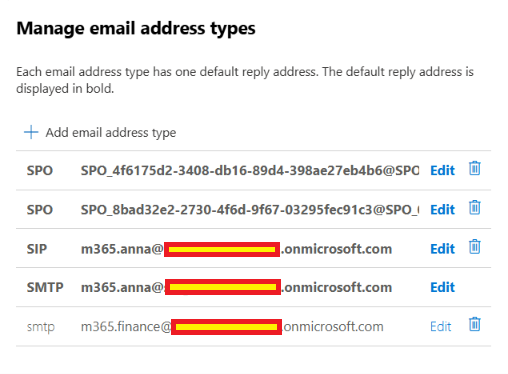 Manage email address types
Each email address type has one default reply address. The default reply address is
displayed in bold.
Add email address type
SPO SPO_4f6175d2-3408-db16-89d4-398ae27eb4b6@SPO Edit
SPO SPO_8bad32e2-2730-4f6d-9f67-03295fec91c3@SPO_ Edit
SIP m365.anna@ .onmicrosoft.com Edit
SMTP m365.anna@ .onmicrosoft.com Edit
smtp m365.finance@ .onmicrosoft.com Edit